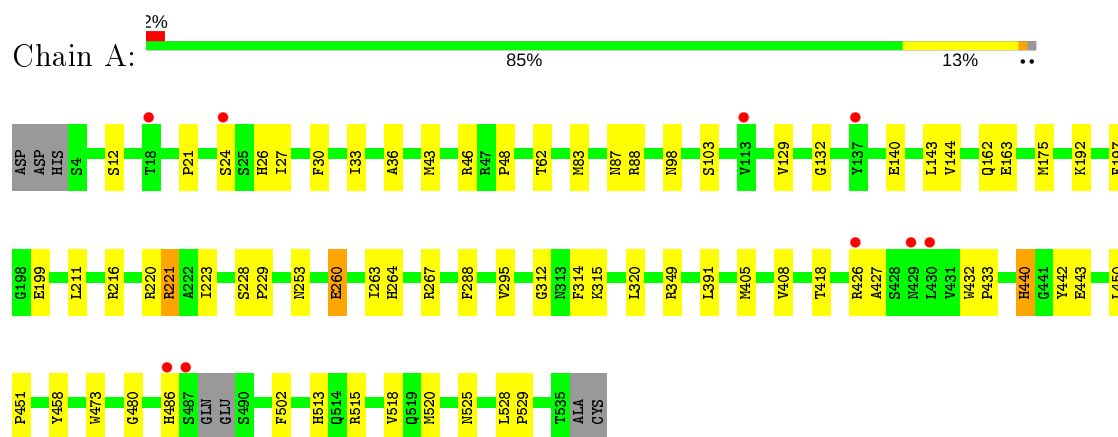 2%
Chain A:
85% 13% ••
ASP ASP HIS S4 S12 T18 P21 S24 S25 H26 I27 F30 I33 A36 M43 R46 R47 P48 T62 M83 N87 R88 N98 S103 V113 V129 G132 Y137 E140 L143 V144 Q162 E163 M175 K192 E197
G198 E199 L211 R216 R220 R221 A222 I223 S228 P229 N253 E260 I263 H264 R267 F288 V295 G312 N313 F314 K315 L320 R349 L391 M405 V408 T418 R426 A427 S428 N429 L430 V431 W432 P433 H440 G441 Y442 E443 L450
P451 Y458 W473 G480 H486 S487 GLN GLU S490 F502 H513 Q514 R515 V518 Q519 M520 N525 L528 P529 T535 ALA CYS